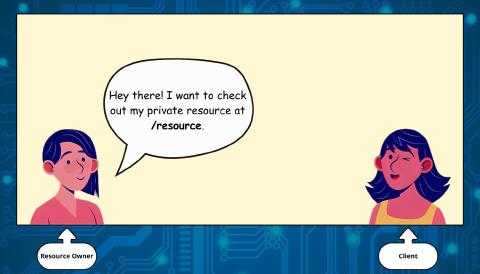 Hey there! I want to check
out my private resource at
/resource.
Resource Owner
Client